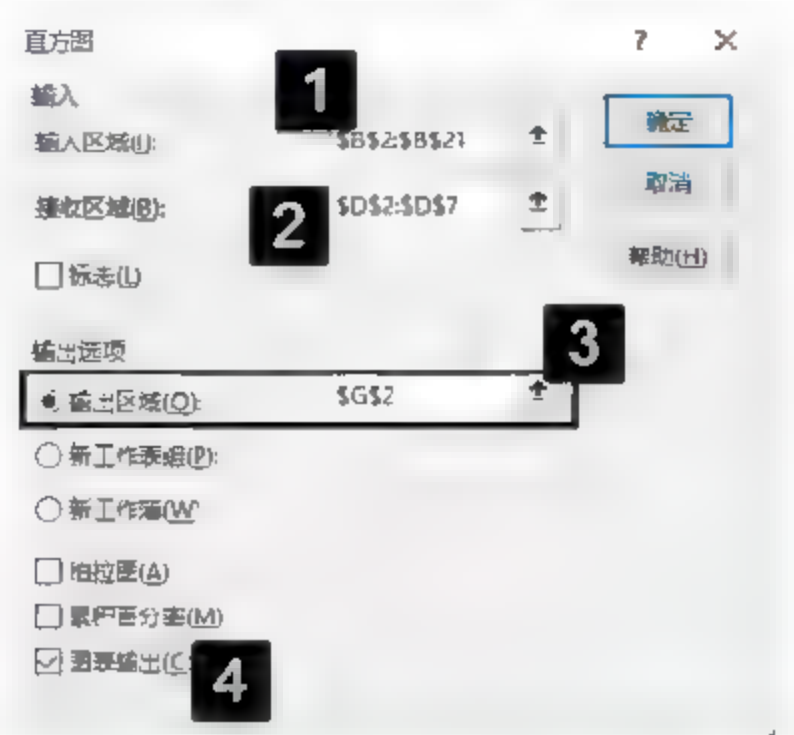 直方图 ? ×
输入
1
输入区域(I): $B$2:$B$21
确定
接收区域(B): $D$2:$D$7
2
取消
标志(L)
帮助(H)
输出选项
3
输出区域(O): $G$2
新工作表组(P):
新工作薄(W
柏拉图(A)
累积百分率(M)
图表输出(C
4